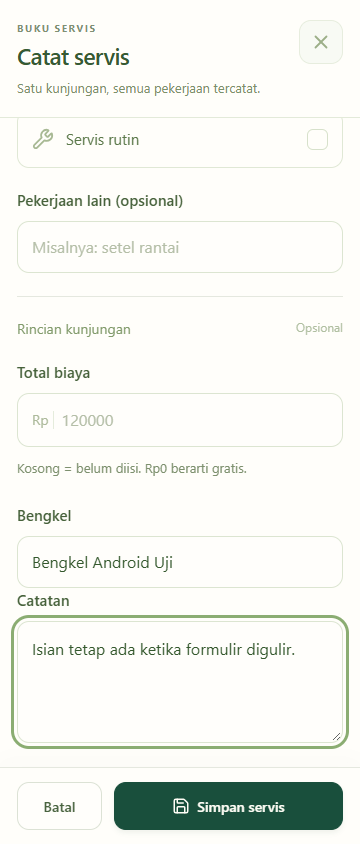 BUKU SERVIS
Catat servis
Satu kunjungan, semua pekerjaan tercatat.
Servis rutin
Pekerjaan lain (opsional)
Misalnya: setel rantai
Rincian kunjungan
Opsional
Total biaya
Rp 120000
Kosong = belum diisi. Rp0 berarti gratis.
Bengkel
Bengkel Android Uji
Catatan
Isian tetap ada ketika formulir digulir.
Batal
Simpan servis